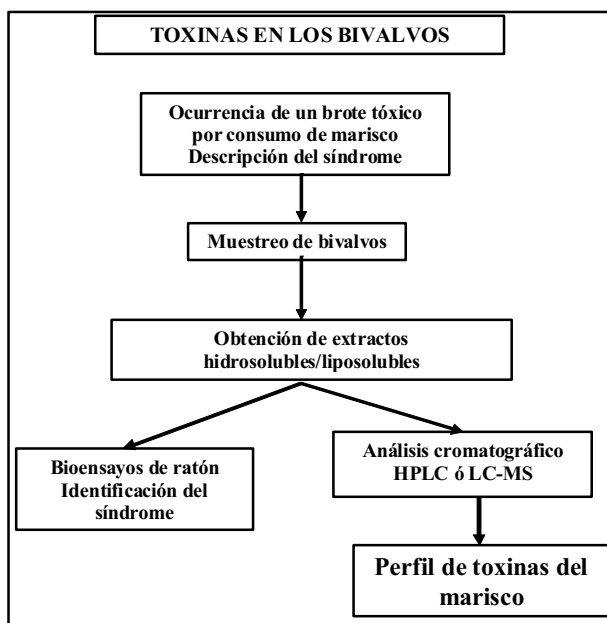 TOXINAS EN LOS BIVALVOS
Ocurrencia de un brote tóxico
por consumo de marisco
Descripción del síndrome
Muestreo de bivalvos
Obtención de extractos
hidrosolubles/liposolubles
Bioensayos de ratón
Identificación del
síndrome
Análisis cromatográfico
HPLC ó LC-MS
Perfil de toxinas del
marisco